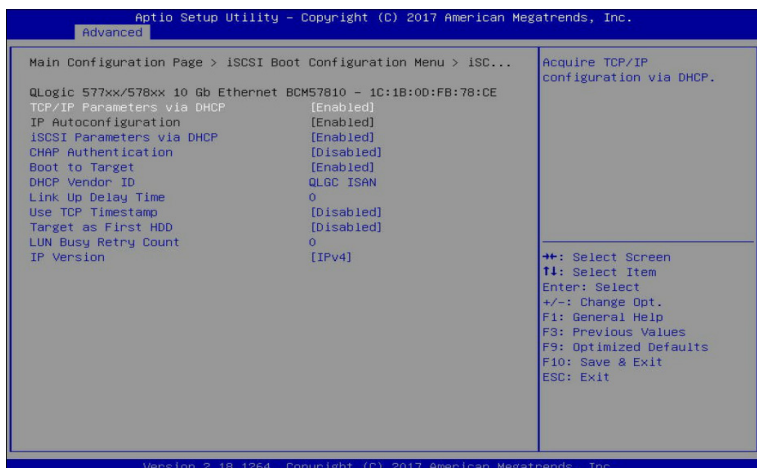 Aptio Setup Utility – Copyright (C) 2017 American Megatrends, Inc.
Advanced
Main Configuration Page > iSCSI Boot Configuration Menu > iSC...
QLogic 577xx/578xx 10 Gb Ethernet BCM57810 – 1C:1B:0D:FB:78:CE
TCP/IP Parameters via DHCP [Enabled]
IP Autoconfiguration [Enabled]
iSCSI Parameters via DHCP [Enabled]
CHAP Authentication [Disabled]
Boot to Target [Enabled]
DHCP Vendor ID QLGC ISAN
Link Up Delay Time 0
Use TCP Timestamp [Disabled]
Target as First HDD [Disabled]
LUN Busy Retry Count 0
IP Version [IPv4]
Acquire TCP/IP
configuration via DHCP.
→←: Select Screen
↑↓: Select Item
Enter: Select
+/-: Change Opt.
F1: General Help
F3: Previous Values
F9: Optimized Defaults
F10: Save & Exit
ESC: Exit
Version 2.18.1264. Copyright (C) 2017 American Megatrends, Inc.